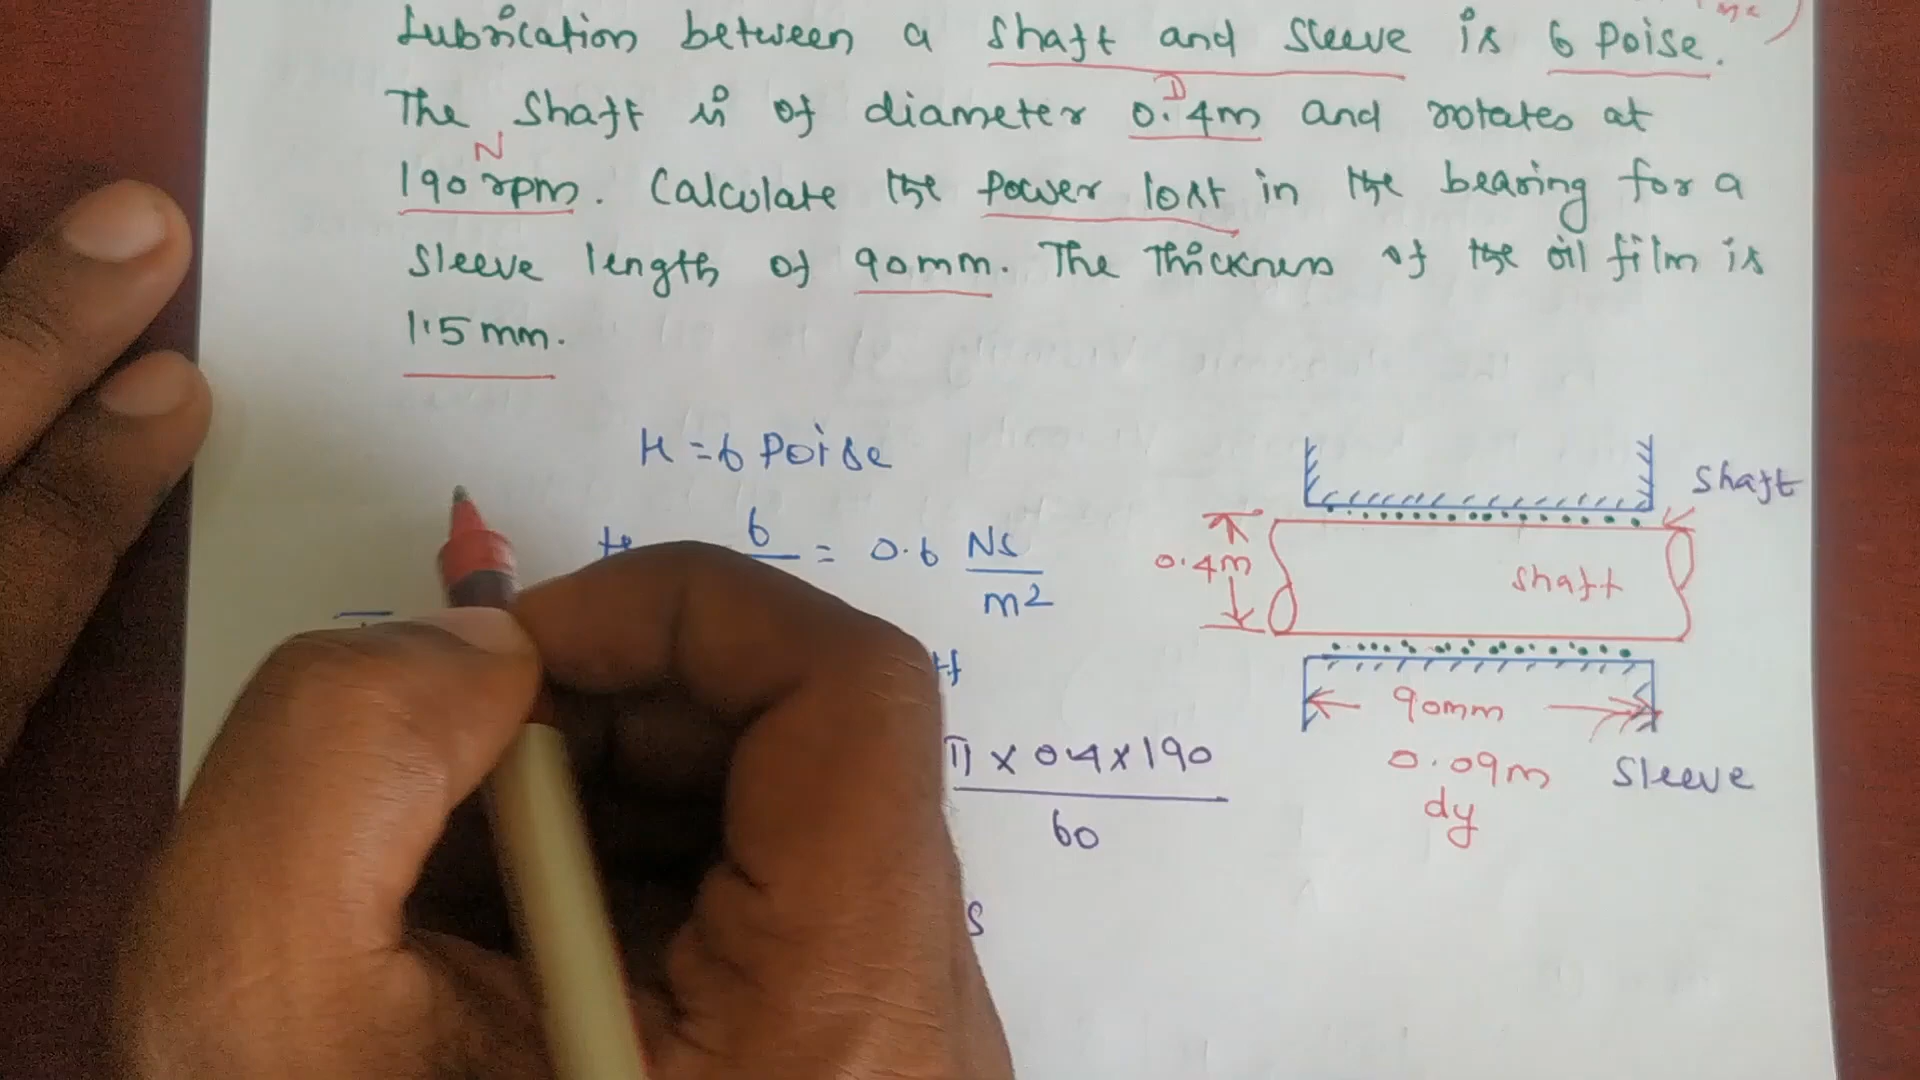 Lubrication between a shaft and sleeve is 6 poise.
D
The Shaft is of diameter 0.4m and rotates at
N
190 rpm. Calculate the power lost in the bearing for a
sleeve length of 90mm. The Thickness of the oil film is
1.5mm.
μ = 6 Poise
6 = 0.6 Ns
m2
π x 0.4 x 190
60
s
shaft
0.4m
shaft
90mm
0.09m
dy
Sleeve